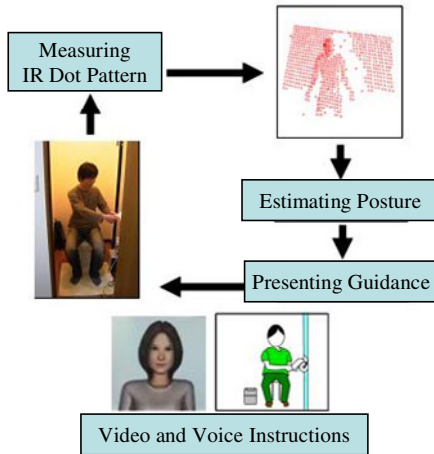 Measuring
IR Dot Pattern
Estimating Posture
Presenting Guidance
Video and Voice Instructions